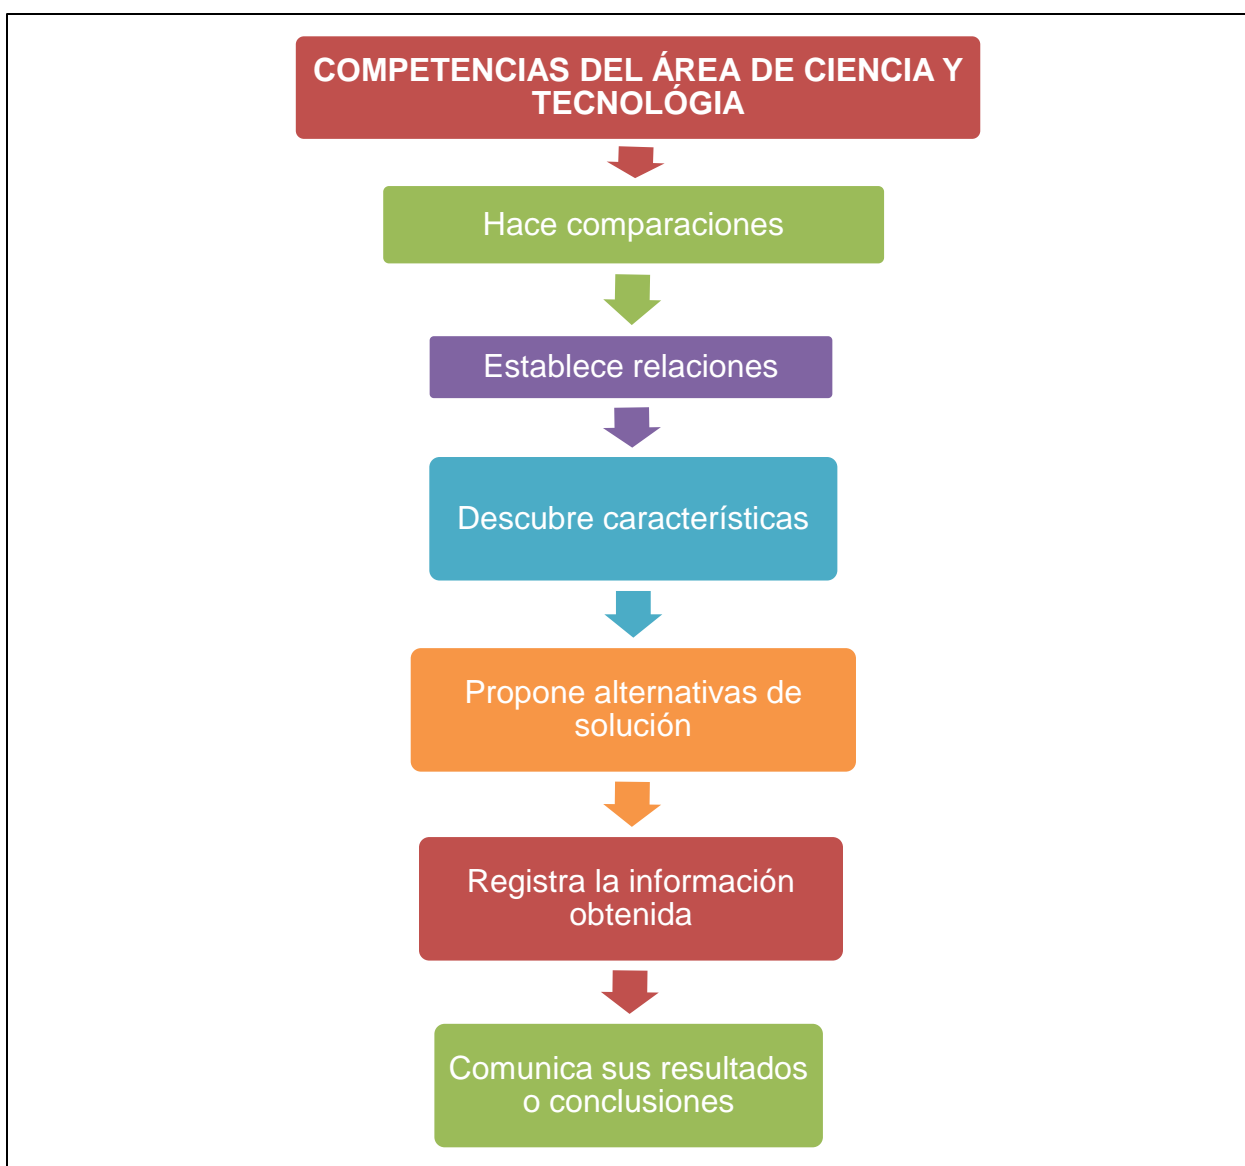 COMPETENCIAS DEL ÁREA DE CIENCIA Y
TECNOLÓGIA
Hace comparaciones
Establece relaciones
Descubre características
Propone alternativas de
solución
Registra la información
obtenida
Comunica sus resultados
o conclusiones